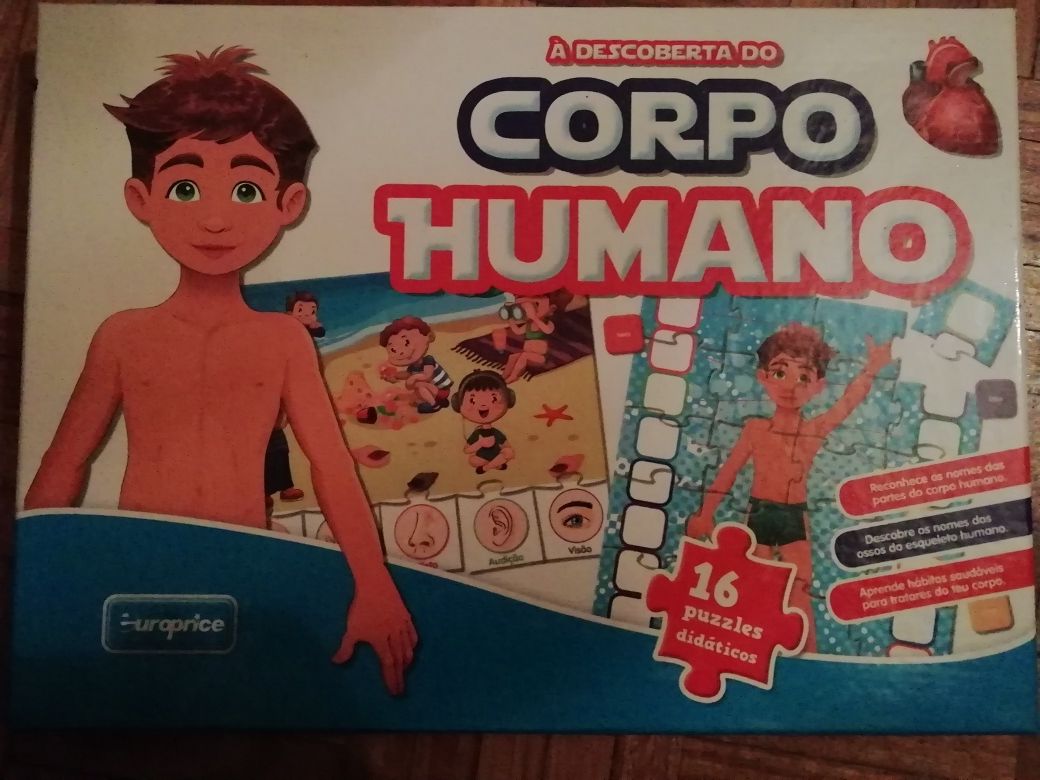 À DESCOBERTA DO
CORPO
HUMANO
Reconhece os nomes das
partes do corpo humano.
Descobre os nomes dos
ossos do esqueleto humano.
Aprende hábitos saudáveis
para tratares do teu corpo.
Audição
Visão
16
puzzles
didáticos
Europrice